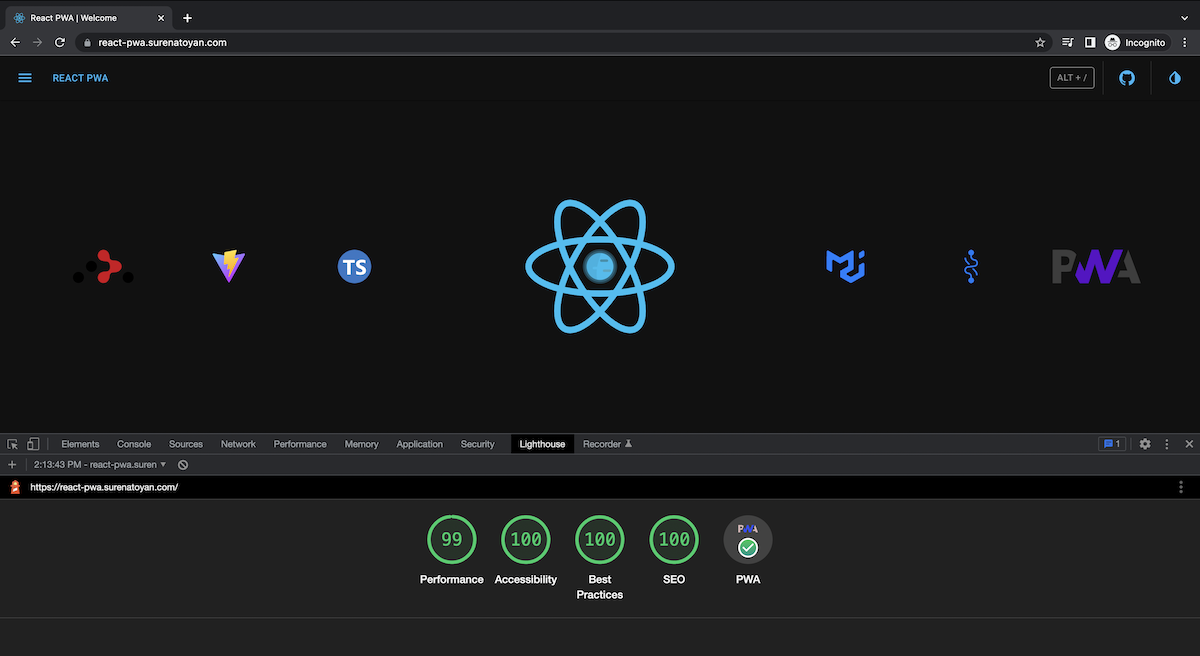 React PWA | Welcome
react-pwa.surenatoyan.com
Incognito
REACT PWA
ALT + /
TS
PWA
Elements Console Sources Network Performance Memory Application Security Lighthouse Recorder 1
2:13:43 PM - react-pwa.suren
https://react-pwa.surenatoyan.com/
99 100 100 100 PWA
Performance Accessibility Best Practices SEO PWA